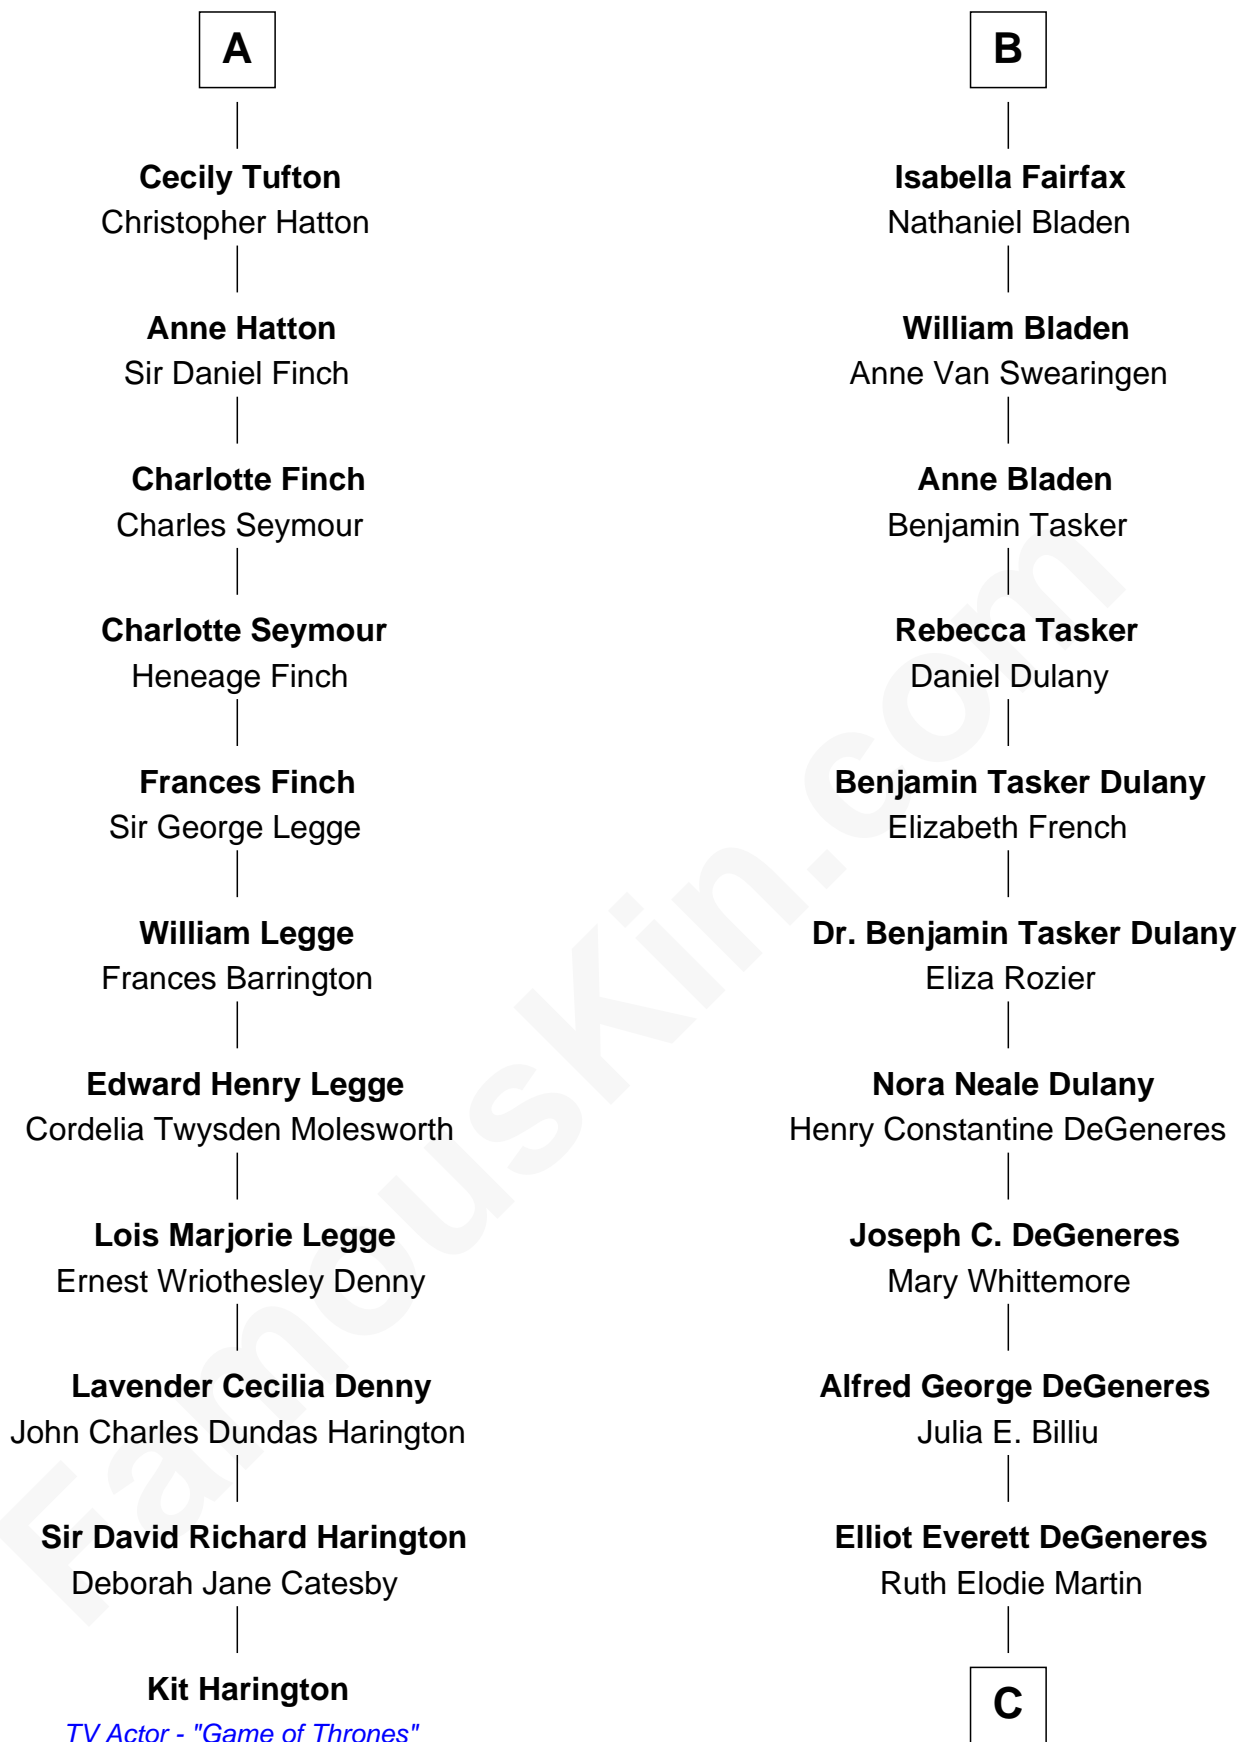 A
Cecily Tufton
Christopher Hatton
Anne Hatton
Sir Daniel Finch
Charlotte Finch
Charles Seymour
Charlotte Seymour
Heneage Finch
Frances Finch
Sir George Legge
William Legge
Frances Barrington
Edward Henry Legge
Cordelia Twysden Molesworth
Lois Marjorie Legge
Ernest Wriothesley Denny
Lavender Cecilia Denny
John Charles Dundas Harington
Sir David Richard Harington
Deborah Jane Catesby
Kit Harington
TV Actor - "Game of Thrones"
B
Isabella Fairfax
Nathaniel Bladen
William Bladen
Anne Van Swearingen
Anne Bladen
Benjamin Tasker
Rebecca Tasker
Daniel Dulany
Benjamin Tasker Dulany
Elizabeth French
Dr. Benjamin Tasker Dulany
Eliza Rozier
Nora Neale Dulany
Henry Constantine DeGeneres
Joseph C. DeGeneres
Mary Whittemore
Alfred George DeGeneres
Julia E. Billiu
Elliot Everett DeGeneres
Ruth Elodie Martin
C
FamousKin.com